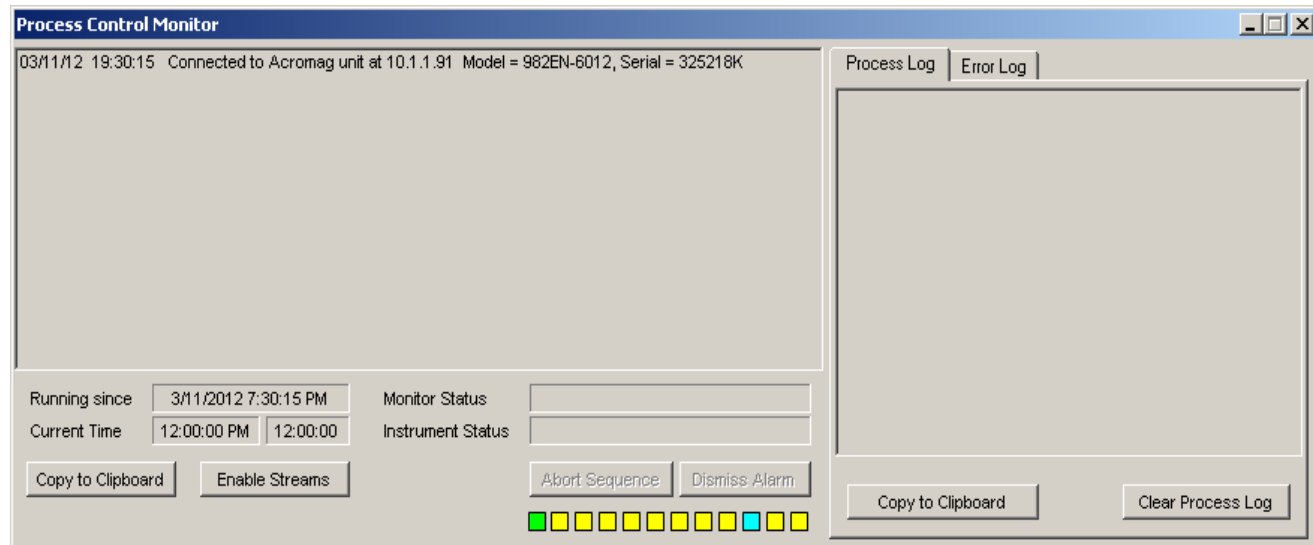 Process Control Monitor
03/11/12 19:30:15 Connected to Acromag unit at 10.1.1.91 Model = 982EN-6012, Serial = 325218K
Process Log
Error Log
Running since 3/11/2012 7:30:15 PM Monitor Status
Current Time 12:00:00 PM 12:00:00 Instrument Status
Copy to Clipboard Enable Streams Abort Sequence Dismiss Alarm
Copy to Clipboard Clear Process Log